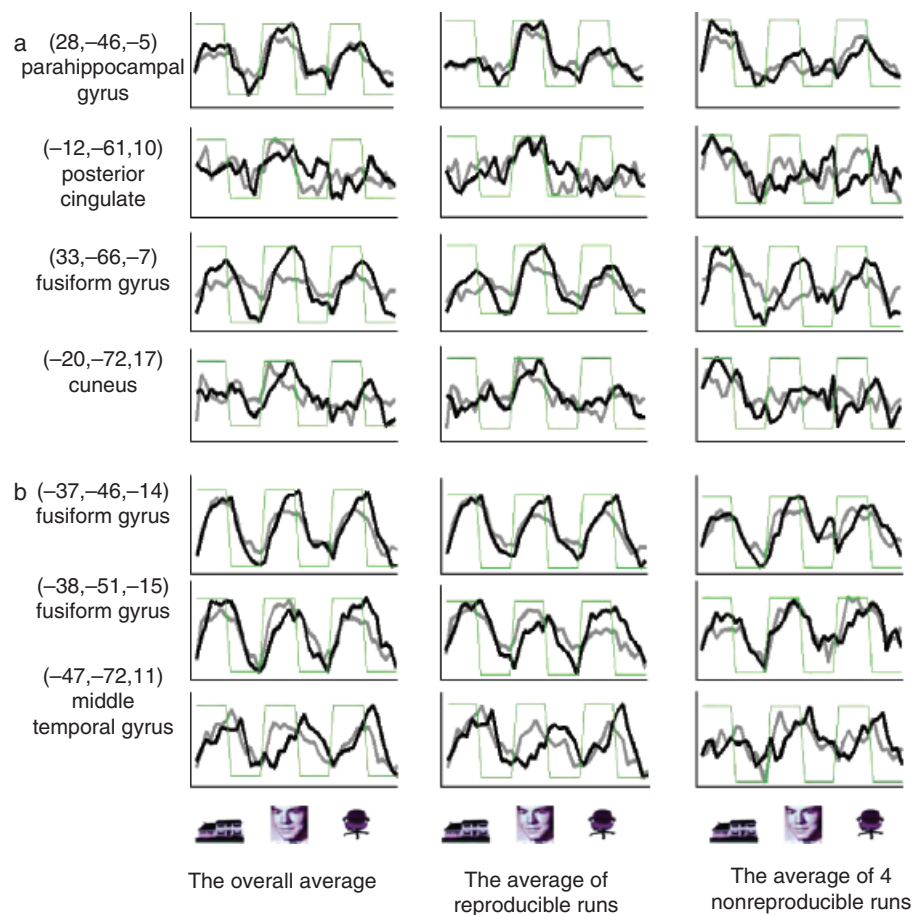 a (28,–46,–5)
parahippocampal
gyrus
(–12,–61,10)
posterior
cingulate
(33,–66,–7)
fusiform gyrus
(–20,–72,17)
cuneus
b (–37,–46,–14)
fusiform gyrus
(–38,–51,–15)
fusiform gyrus
(–47,–72,11)
middle
temporal gyrus
The overall average
The average of
reproducible runs
The average of 4
nonreproducible runs